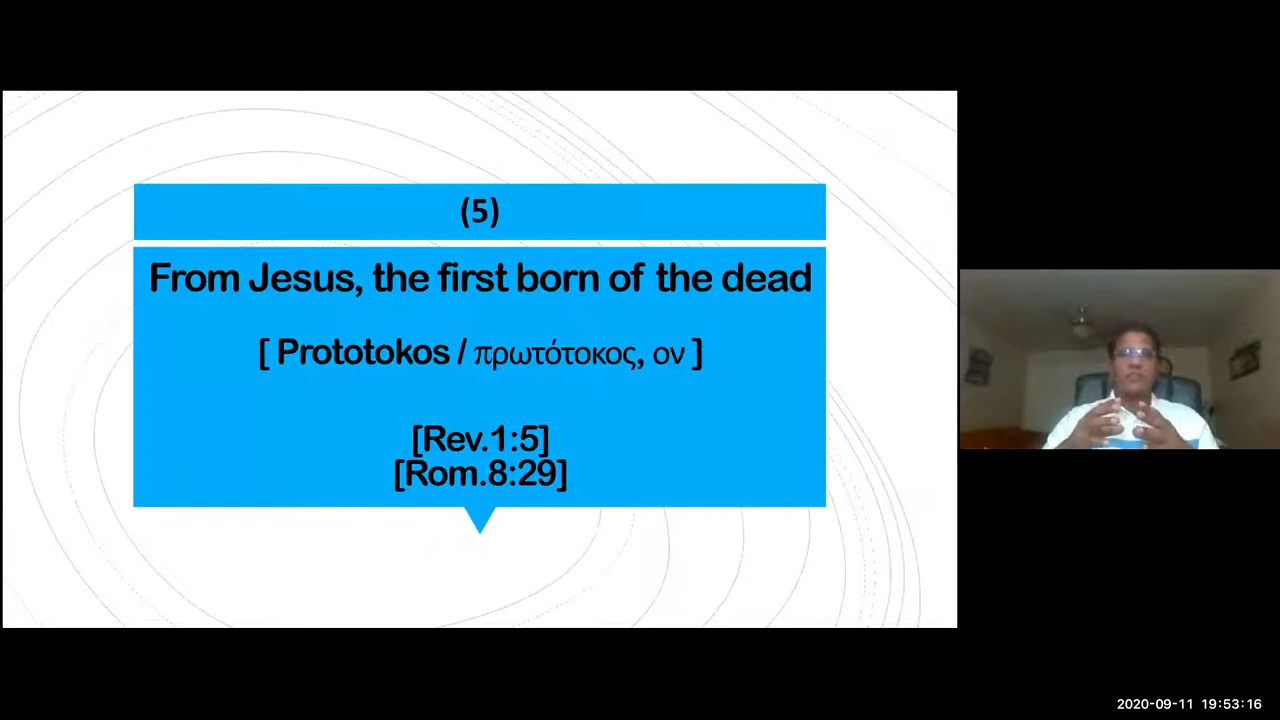 (5)
From Jesus, the first born of the dead
[ Prototokos / πρωτότοκος, ον ]
[Rev.1:5]
[Rom.8:29]
2020-09-11 19:53:16